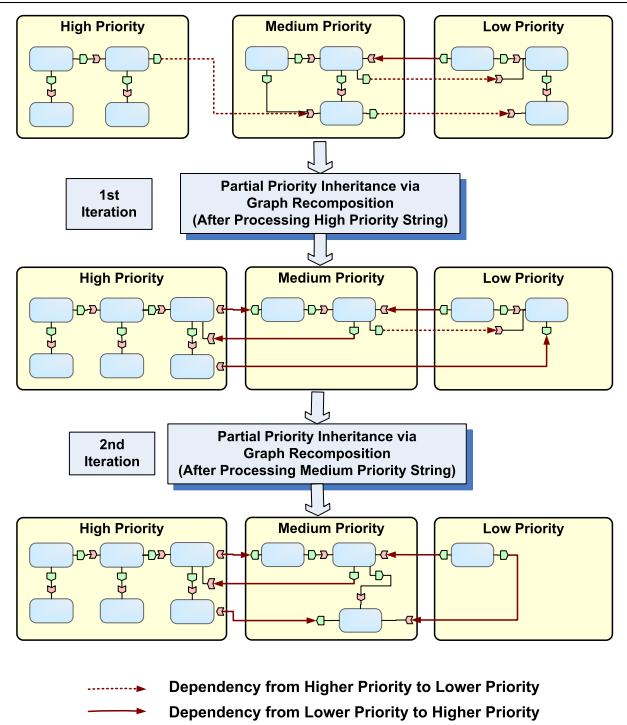 High Priority
Medium Priority
Low Priority
1st
Iteration
Partial Priority Inheritance via
Graph Recomposition
(After Processing High Priority String)
High Priority
Medium Priority
Low Priority
2nd
Iteration
Partial Priority Inheritance via
Graph Recomposition
(After Processing Medium Priority String)
High Priority
Medium Priority
Low Priority
Dependency from Higher Priority to Lower Priority
Dependency from Lower Priority to Higher Priority